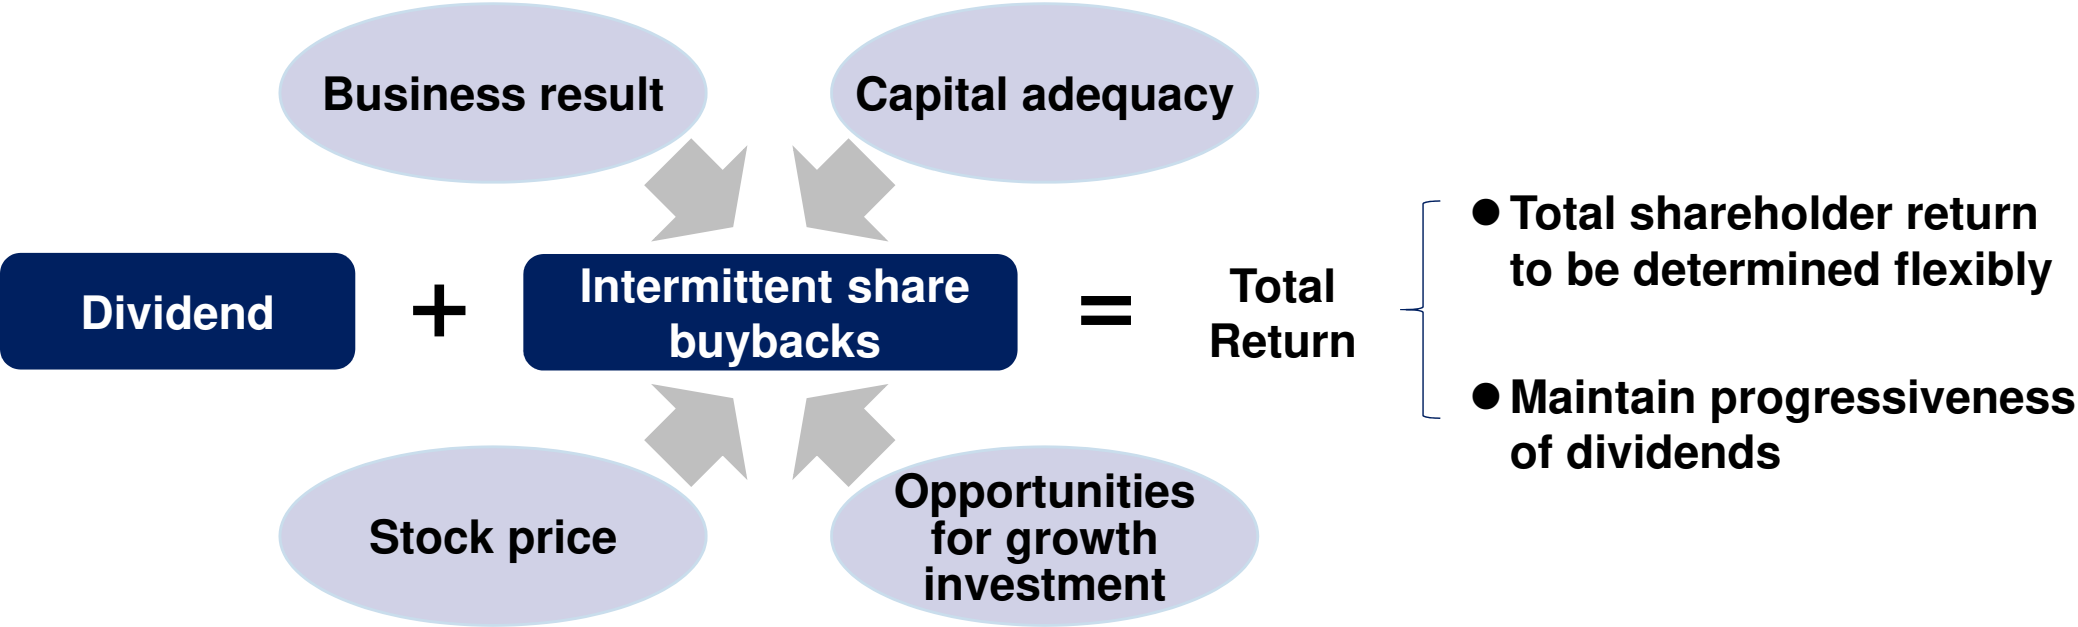 Business result
Capital adequacy
Dividend
+
Intermittent share
buybacks
=
Total
Return
● Total shareholder return
to be determined flexibly
● Maintain progressiveness
of dividends
Stock price
Opportunities
for growth
investment